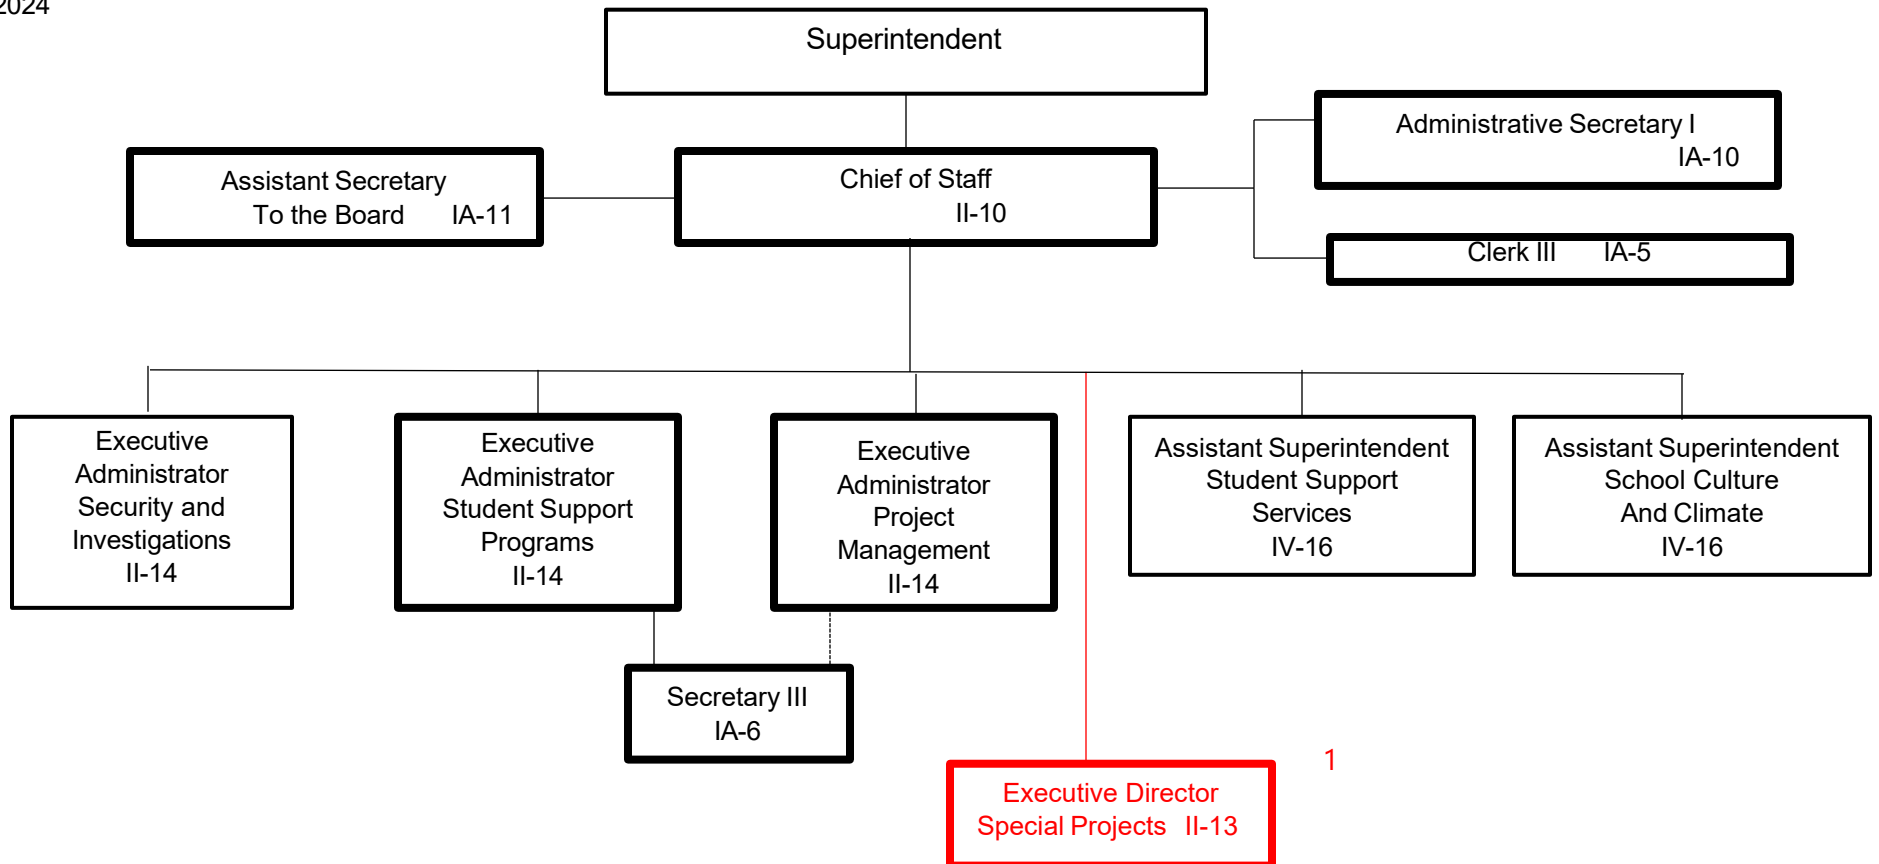 2024
Superintendent
Administrative Secretary I
IA-10
Assistant Secretary
To the Board IA-11
Chief of Staff
II-10
Clerk III IA-5
Executive
Administrator
Security and
Investigations
II-14
Executive
Administrator
Student Support
Programs
II-14
Executive
Administrator
Project
Management
II-14
Assistant Superintendent
Student Support
Services
IV-16
Assistant Superintendent
School Culture
And Climate
IV-16
Secretary III
IA-6
1
Executive Director
Special Projects II-13